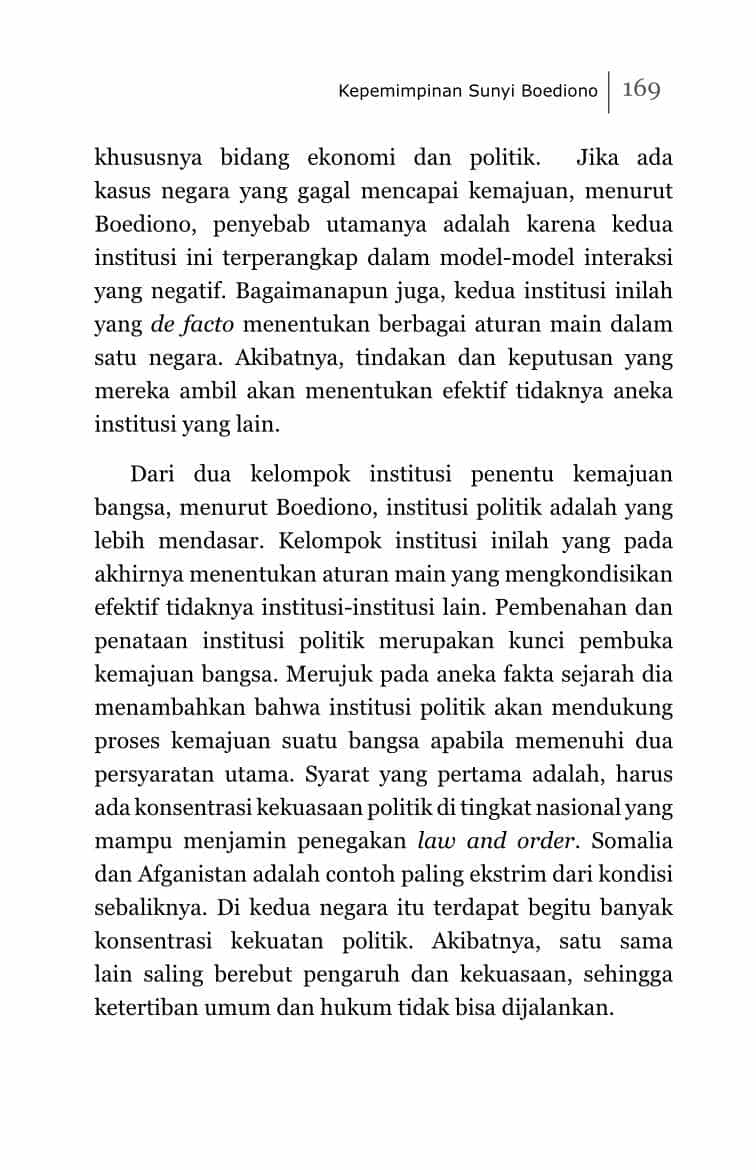 Kepemimpinan Sunyi Boediono 169
khususnya bidang ekonomi dan politik. Jika ada
kasus negara yang gagal mencapai kemajuan, menurut
Boediono, penyebab utamanya adalah karena kedua
institusi ini terperangkap dalam model-model interaksi
yang negatif. Bagaimanapun juga, kedua institusi inilah
yang de facto menentukan berbagai aturan main dalam
satu negara. Akibatnya, tindakan dan keputusan yang
mereka ambil akan menentukan efektif tidaknya aneka
institusi yang lain.
Dari dua kelompok institusi penentu kemajuan
bangsa, menurut Boediono, institusi politik adalah yang
lebih mendasar. Kelompok institusi inilah yang pada
akhirnya menentukan aturan main yang mengkondisikan
efektif tidaknya institusi-institusi lain. Pembenahan dan
penataan institusi politik merupakan kunci pembuka
kemajuan bangsa. Merujuk pada aneka fakta sejarah dia
menambahkan bahwa institusi politik akan mendukung
proses kemajuan suatu bangsa apabila memenuhi dua
persyaratan utama. Syarat yang pertama adalah, harus
ada konsentrasi kekuasaan politik di tingkat nasional yang
mampu menjamin penegakan law and order. Somalia
dan Afganistan adalah contoh paling ekstrim dari kondisi
sebaliknya. Di kedua negara itu terdapat begitu banyak
konsentrasi kekuatan politik. Akibatnya, satu sama
lain saling berebut pengaruh dan kekuasaan, sehingga
ketertiban umum dan hukum tidak bisa dijalankan.